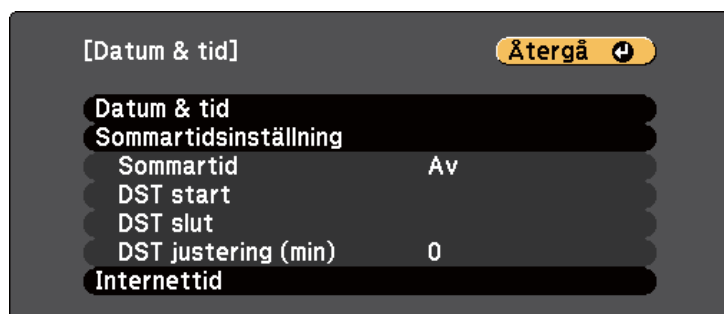 [Datum & tid] Återgå
Datum & tid
Sommartidsinställning
Sommartid Av
DST start
DST slut
DST justering (min) 0
Internettid